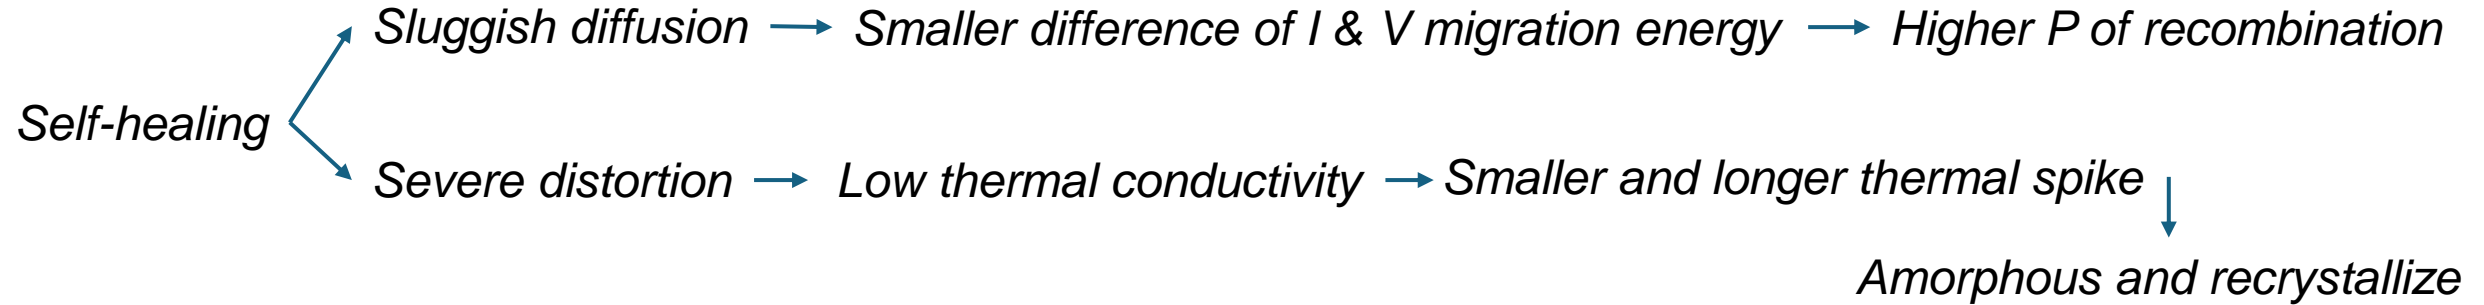 Sluggish diffusion
Smaller difference of I & V migration energy
Higher P of recombination
Self-healing
Severe distortion
Low thermal conductivity
Smaller and longer thermal spike
Amorphous and recrystallize